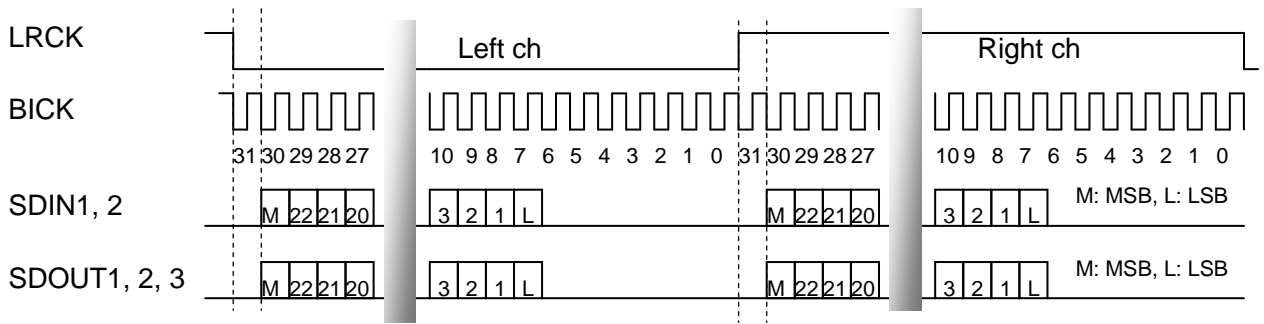 LRCK Left ch Right ch
BICK
31 30 29 28 27 10 9 8 7 6 5 4 3 2 1 0 31 30 29 28 27 10 9 8 7 6 5 4 3 2 1 0
SDIN1, 2 M 22 21 20 3 2 1 L M 22 21 20 3 2 1 L M: MSB, L: LSB
SDOUT1, 2, 3 M 22 21 20 3 2 1 L M 22 21 20 3 2 1 L M: MSB, L: LSB